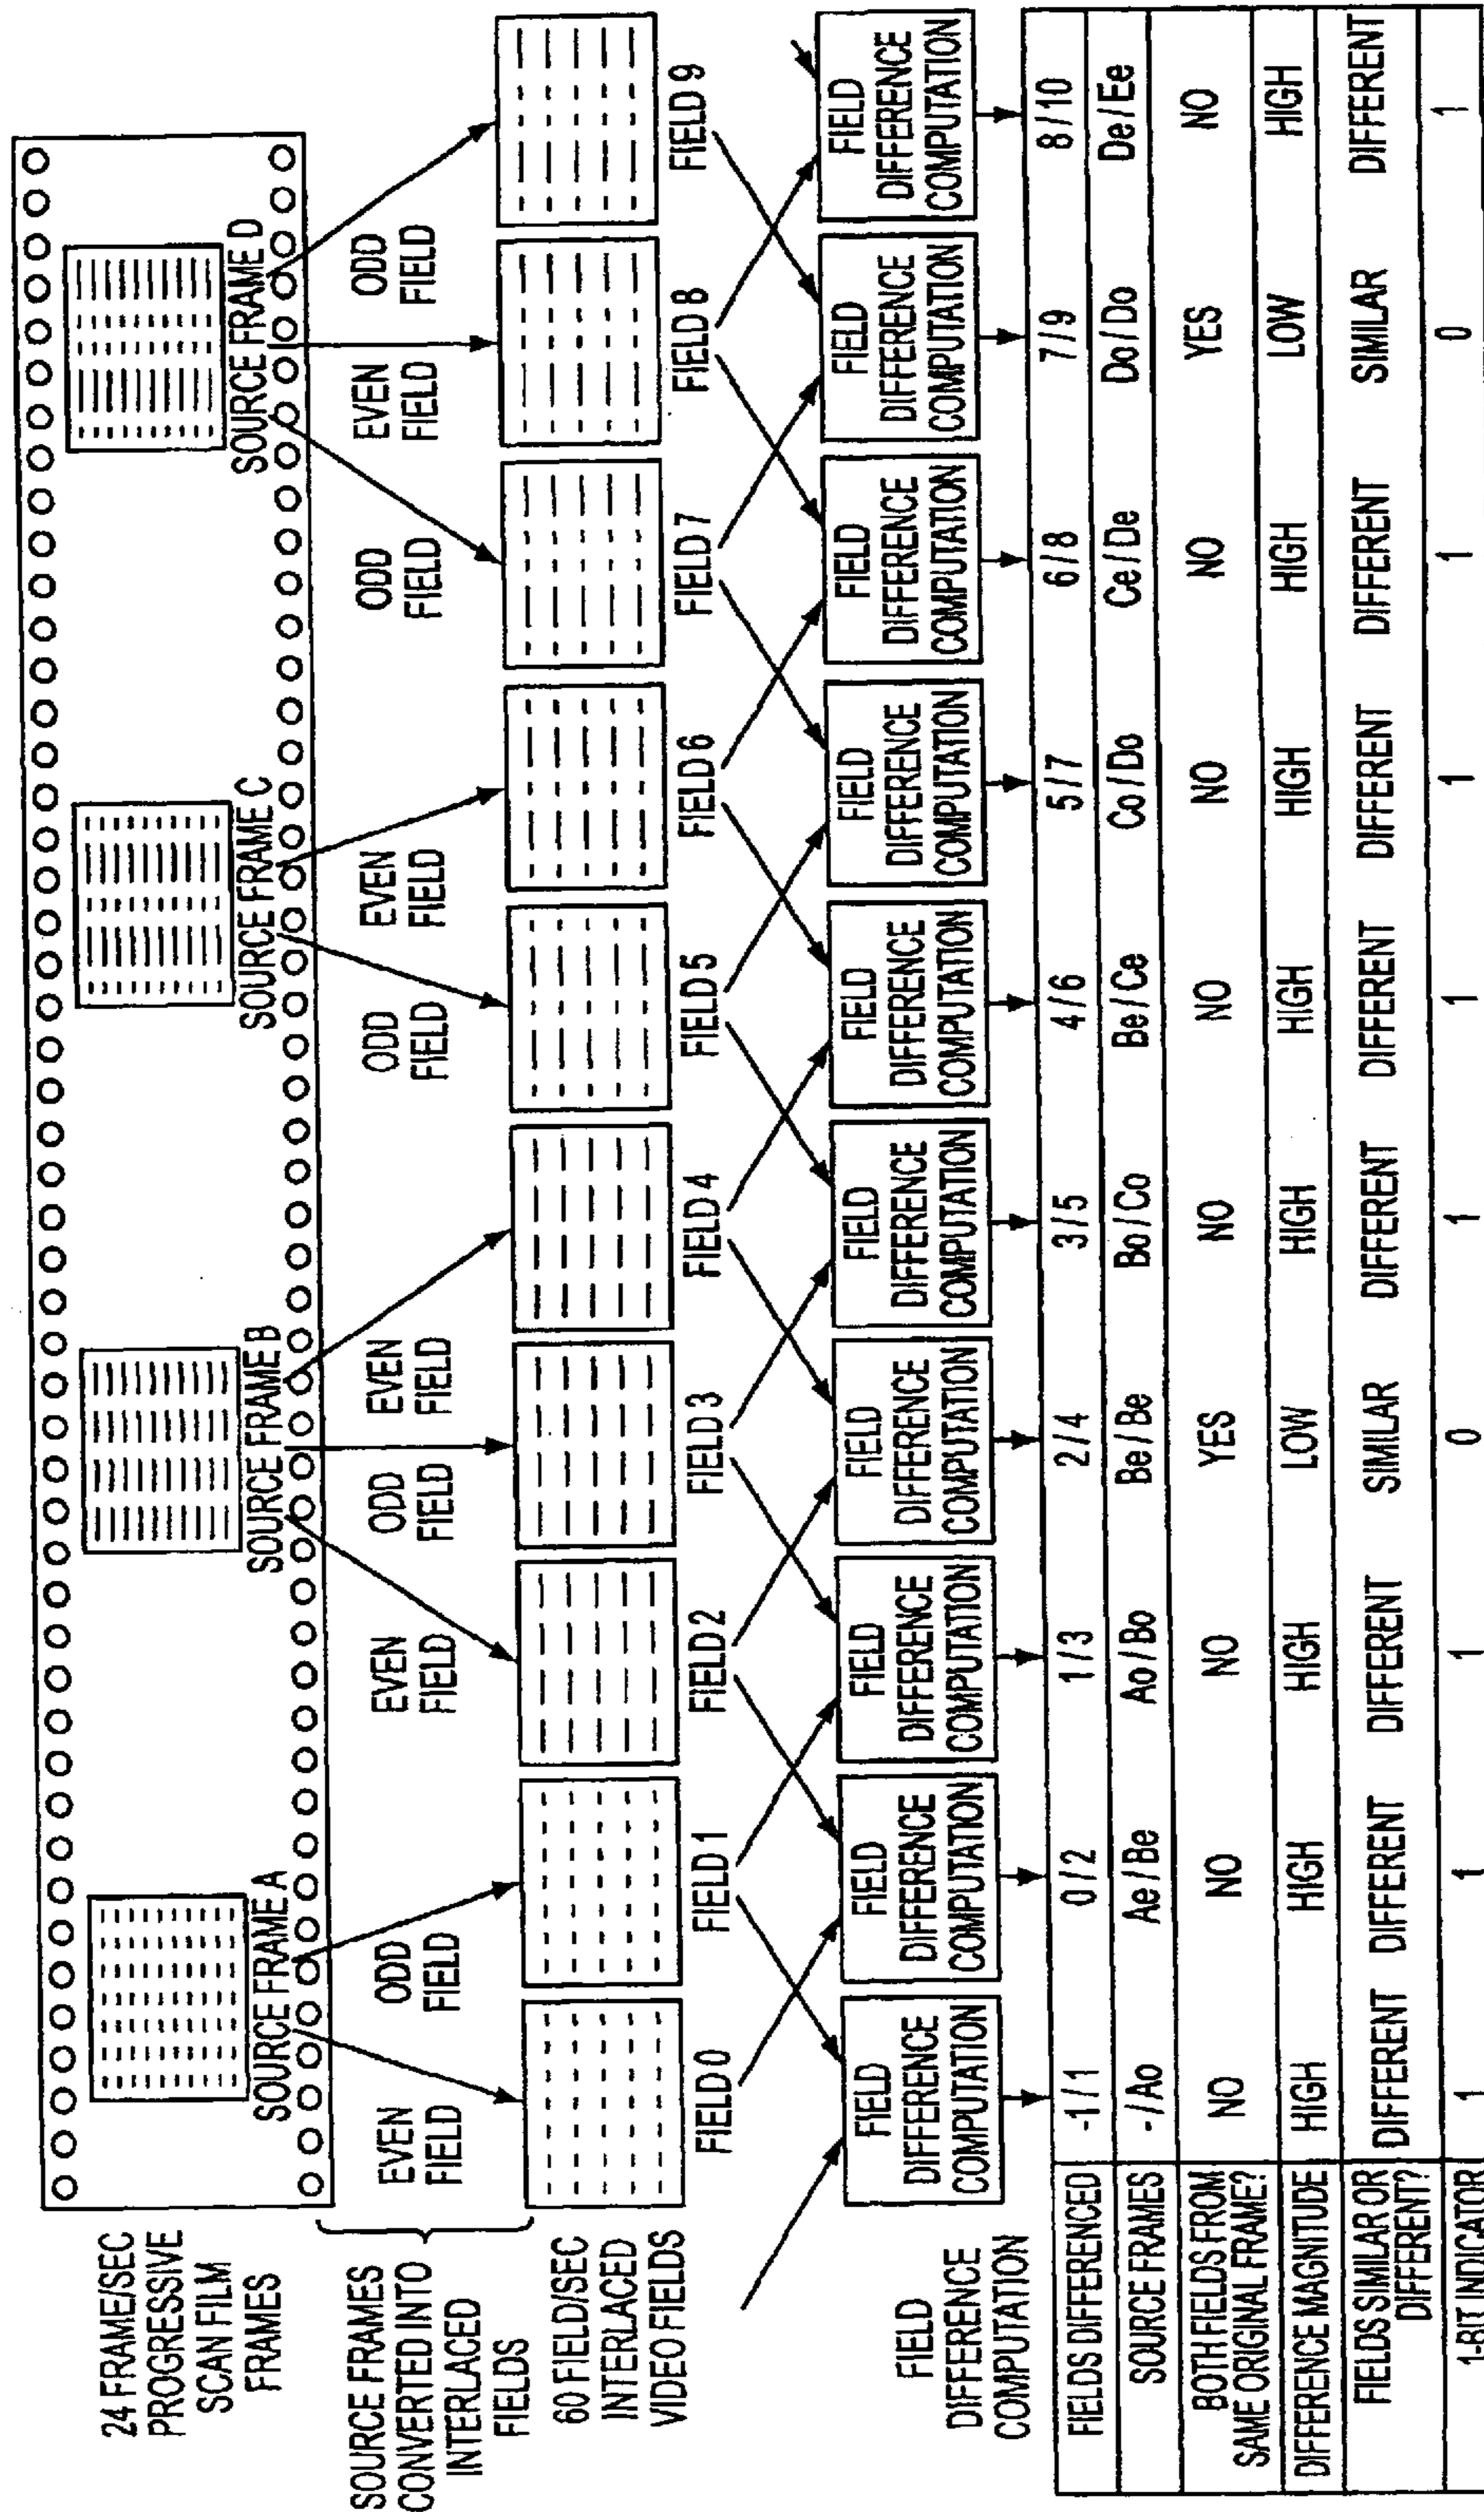 24 FRAME/SEC
PROGRESSIVE
SCAN FILM
FRAMES
SOURCE FRAME A
SOURCE FRAME B
SOURCE FRAME C
SOURCE FRAME D
SOURCE FRAMES
CONVERTED INTO
INTERLACED
FIELDS
EVEN
FIELD
ODD
FIELD
EVEN
FIELD
ODD
FIELD
EVEN
FIELD
ODD
FIELD
EVEN
FIELD
ODD
FIELD
EVEN
FIELD
ODD
FIELD
60 FIELD/SEC
INTERLACED
VIDEO FIELDS
FIELD 0
FIELD 1
FIELD 2
FIELD 3
FIELD 4
FIELD 5
FIELD 6
FIELD 7
FIELD 8
FIELD 9
FIELD
DIFFERENCE
COMPUTATION
FIELD
DIFFERENCE
COMPUTATION
FIELD
DIFFERENCE
COMPUTATION
FIELD
DIFFERENCE
COMPUTATION
FIELD
DIFFERENCE
COMPUTATION
FIELD
DIFFERENCE
COMPUTATION
FIELD
DIFFERENCE
COMPUTATION
FIELD
DIFFERENCE
COMPUTATION
FIELD
DIFFERENCE
COMPUTATION
FIELD
DIFFERENCE
COMPUTATION
FIELD
DIFFERENCE
COMPUTATION
FIELDS DIFFERENCED -1/1 0/2 1/3 2/4 3/5 4/6 5/7 6/8 7/9 8/10
SOURCE FRAMES -/Ao Ae/Be Ao/Bo Be/Be Bo/Co Be/Ce Co/Do Ce/De Do/Do De/Ee
BOTH FIELDS FROM
SAME ORIGINAL FRAME? NO NO NO YES NO NO NO NO YES NO
DIFFERENCE MAGNITUDE HIGH HIGH HIGH LOW HIGH HIGH HIGH HIGH LOW HIGH
FIELDS SIMILAR OR
DIFFERENT? DIFFERENT DIFFERENT DIFFERENT SIMILAR DIFFERENT DIFFERENT DIFFERENT DIFFERENT SIMILAR DIFFERENT
1-BIT INDICATOR 1 1 1 0 1 1 1 1 0 1